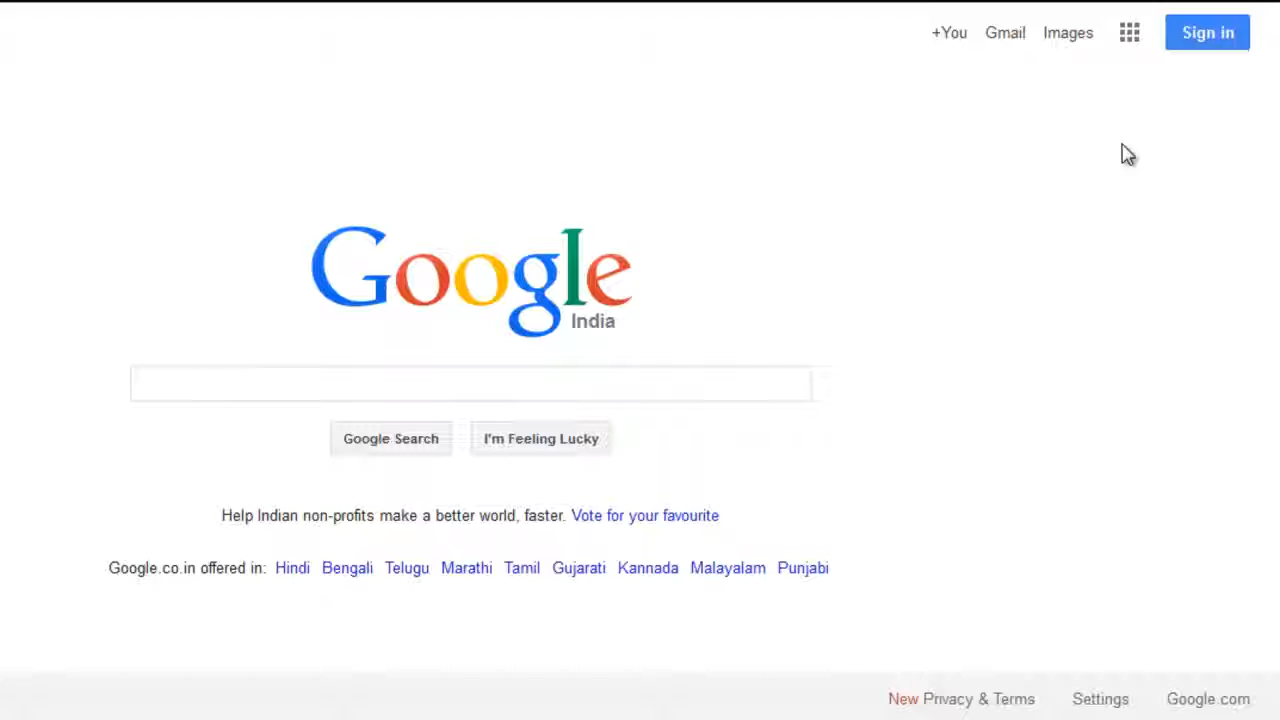 +You Gmail Images Sign in
Google
India
Google Search I'm Feeling Lucky
Help Indian non-profits make a better world, faster. Vote for your favourite
Google.co.in offered in: Hindi Bengali Telugu Marathi Tamil Gujarati Kannada Malayalam Punjabi
New Privacy & Terms Settings Google.com